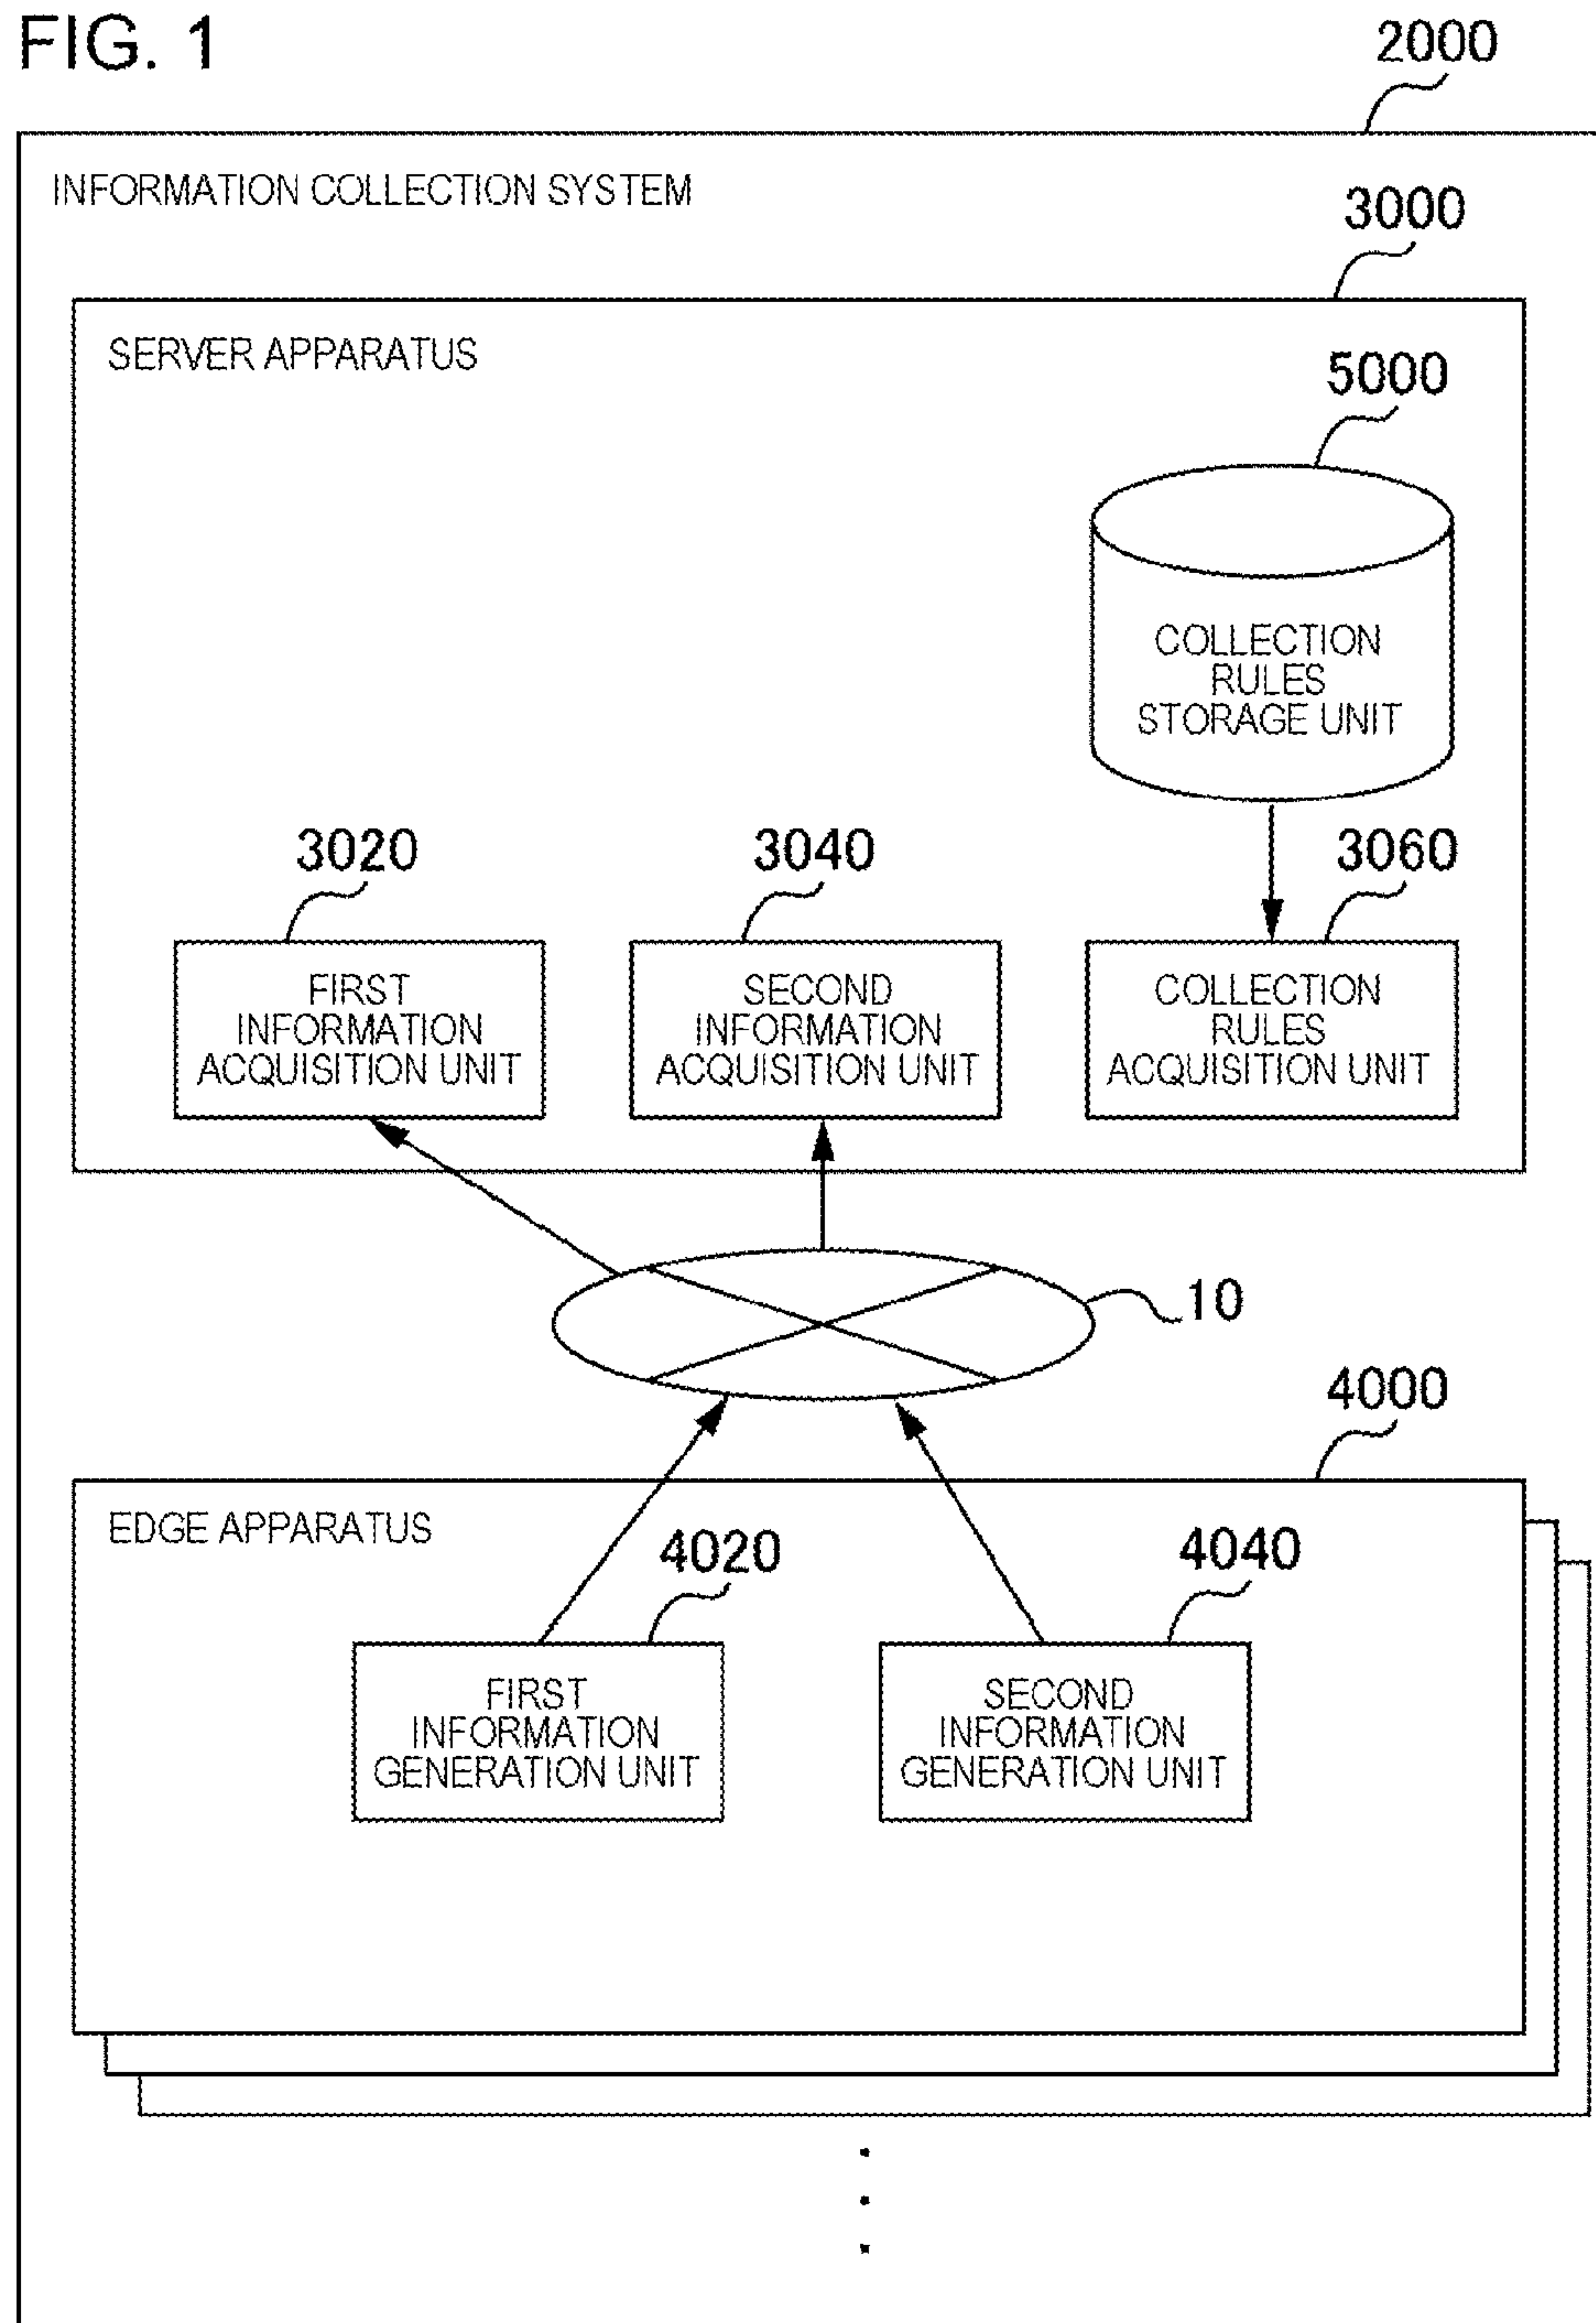 FIG. 1
2000
INFORMATION COLLECTION SYSTEM
3000
SERVER APPARATUS
5000
COLLECTION
RULES
STORAGE UNIT
3020
3040
3060
FIRST
INFORMATION
ACQUISITION UNIT
SECOND
INFORMATION
ACQUISITION UNIT
COLLECTION
RULES
ACQUISITION UNIT
10
4000
EDGE APPARATUS
4020
4040
FIRST
INFORMATION
GENERATION UNIT
SECOND
INFORMATION
GENERATION UNIT